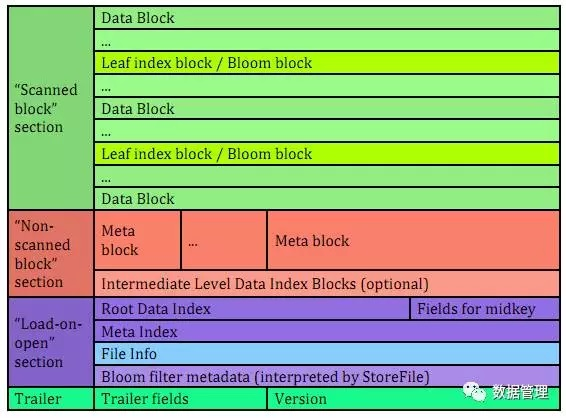 “Scanned
block”
section
Data Block
...
Leaf index block / Bloom block
...
Data Block
...
Leaf index block / Bloom block
...
Data Block
“Non-
scanned
block”
section
Meta
block
...
Meta block
Intermediate Level Data Index Blocks (optional)
“Load-on-
open”
section
Root Data Index
Fields for midkey
Meta Index
File Info
Bloom filter metadata (interpreted by StoreFile)
Trailer
Trailer fields
Version
数据管理